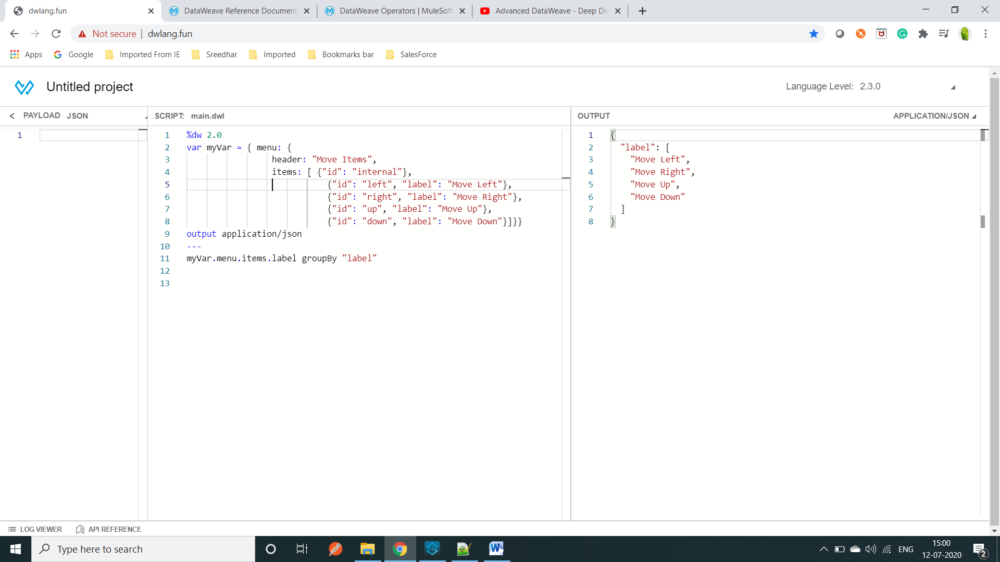 dwlang.fun
DataWeave Reference Document
DataWeave Operators | MuleSoft
Advanced DataWeave - Deep Div
Not secure
dwlang.fun
Apps
Google
Imported From IE
Sreedhar
Imported
Bookmarks bar
SalesForce
Untitled project
Language Level: 2.3.0
PAYLOAD JSON
1
SCRIPT: main.dwl
1 %dw 2.0
2 var myVar = { menu: {
3 header: "Move Items",
4 items: [ {"id": "internal"},
5 {"id": "left", "label": "Move Left"},
6 {"id": "right", "label": "Move Right"},
7 {"id": "up", "label": "Move Up"},
8 {"id": "down", "label": "Move Down"}]}}
9 output application/json
10 ---
11 myVar.menu.items.label groupBy "label"
12
13
OUTPUT
APPLICATION/JSON
1 {
2 "label": [
3 "Move Left",
4 "Move Right",
5 "Move Up",
6 "Move Down"
7 ]
8 }
LOG VIEWER
API REFERENCE
Type here to search
ENG
15:00
12-07-2020
2